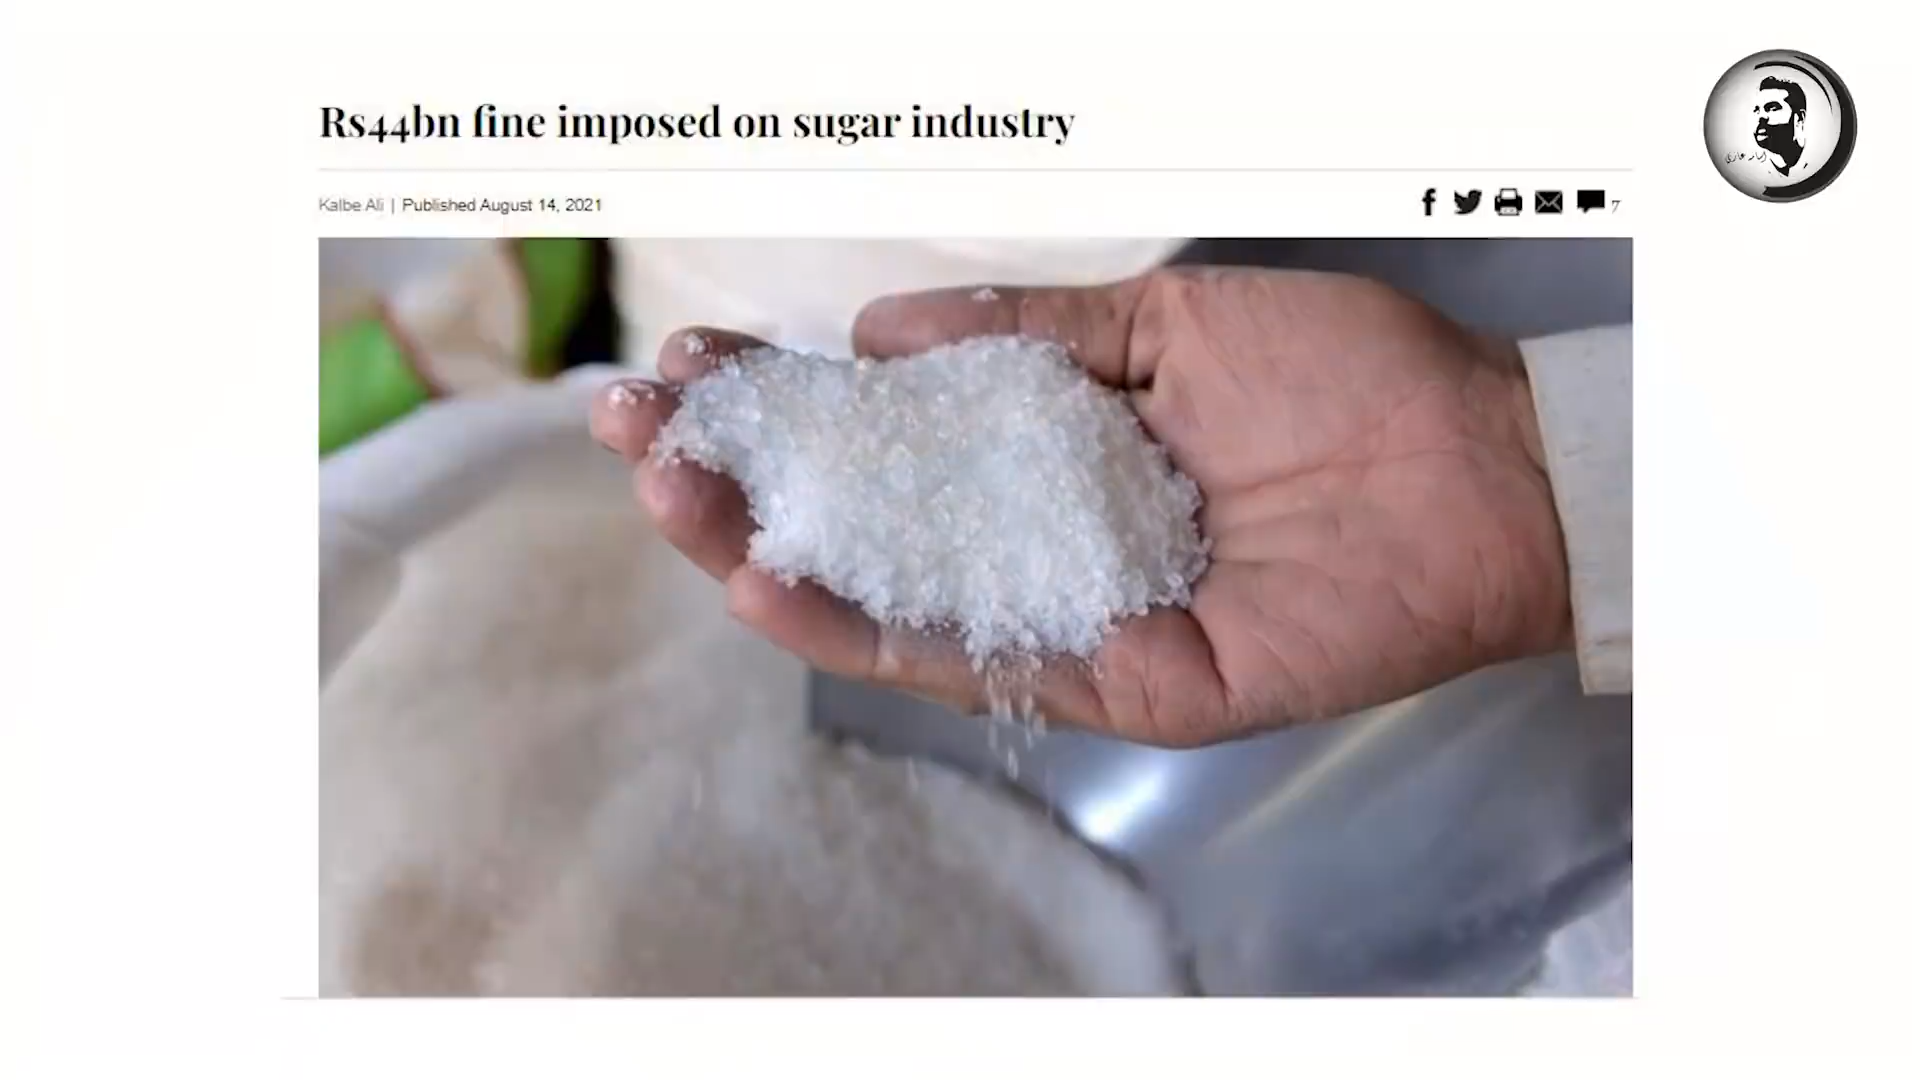 Rs44bn fine imposed on sugar industry
Kalbe Ali | Published August 14, 2021
7